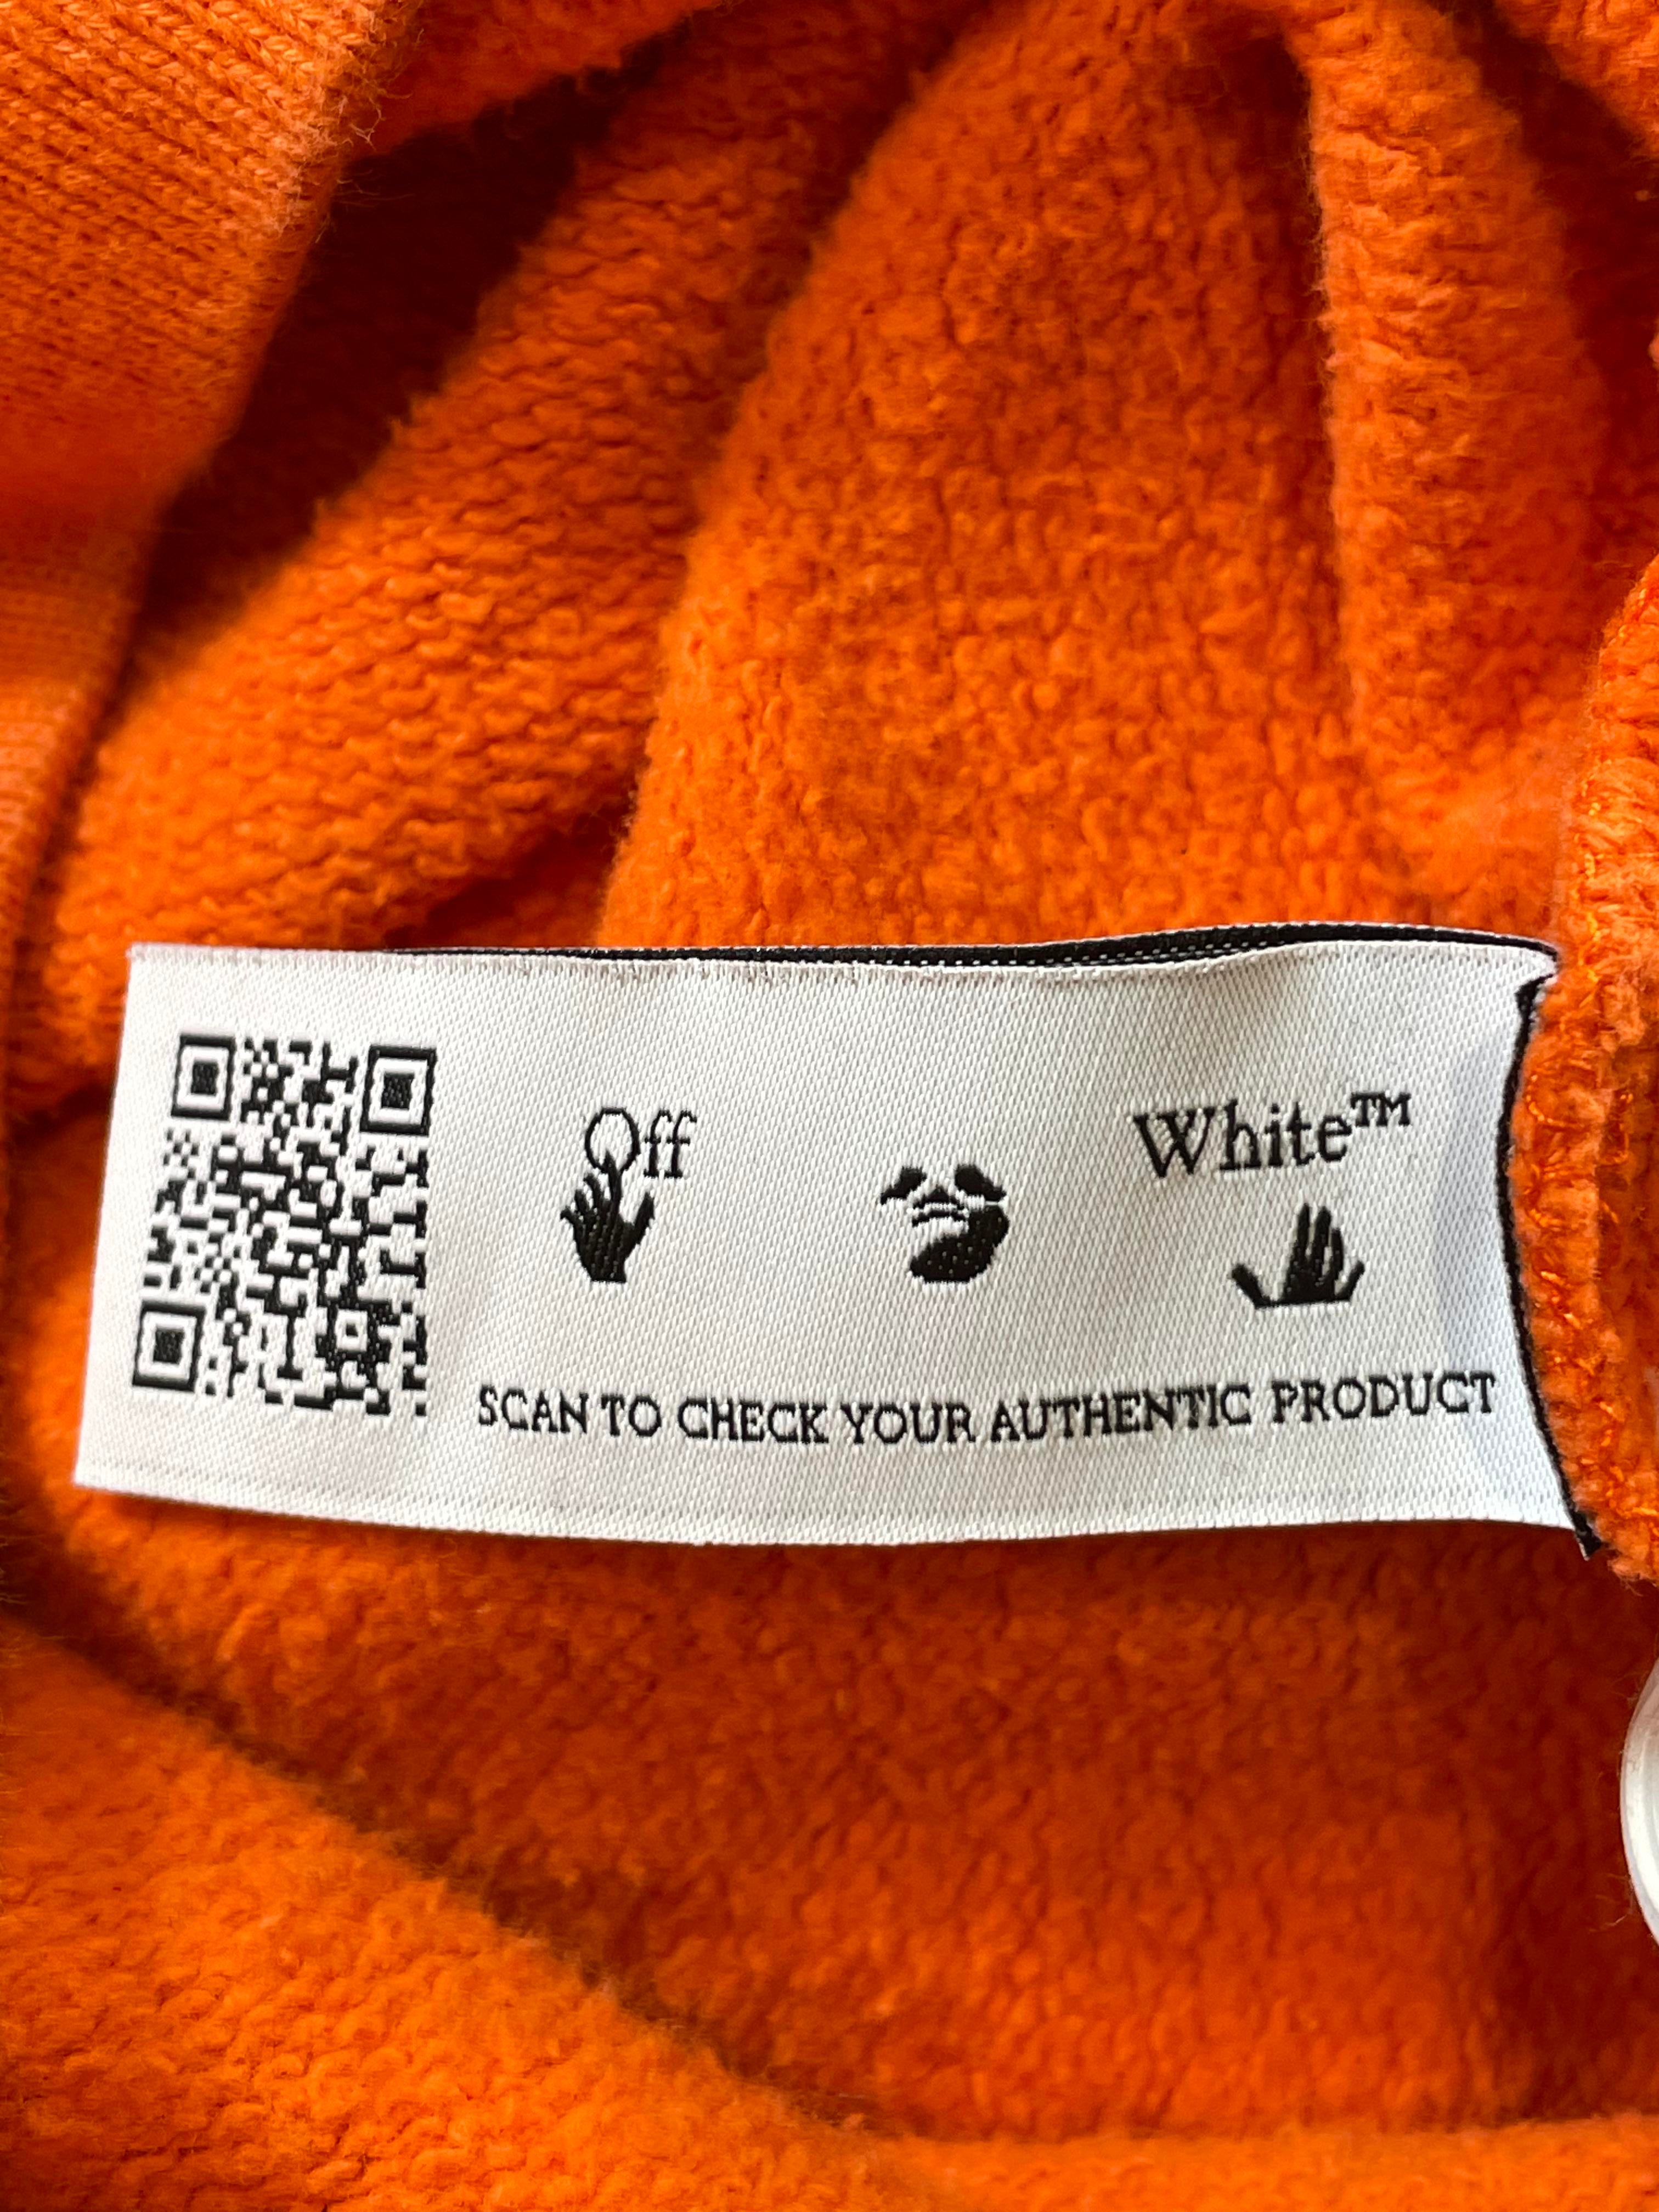 Off
White™
SCAN TO CHECK YOUR AUTHENTIC PRODUCT